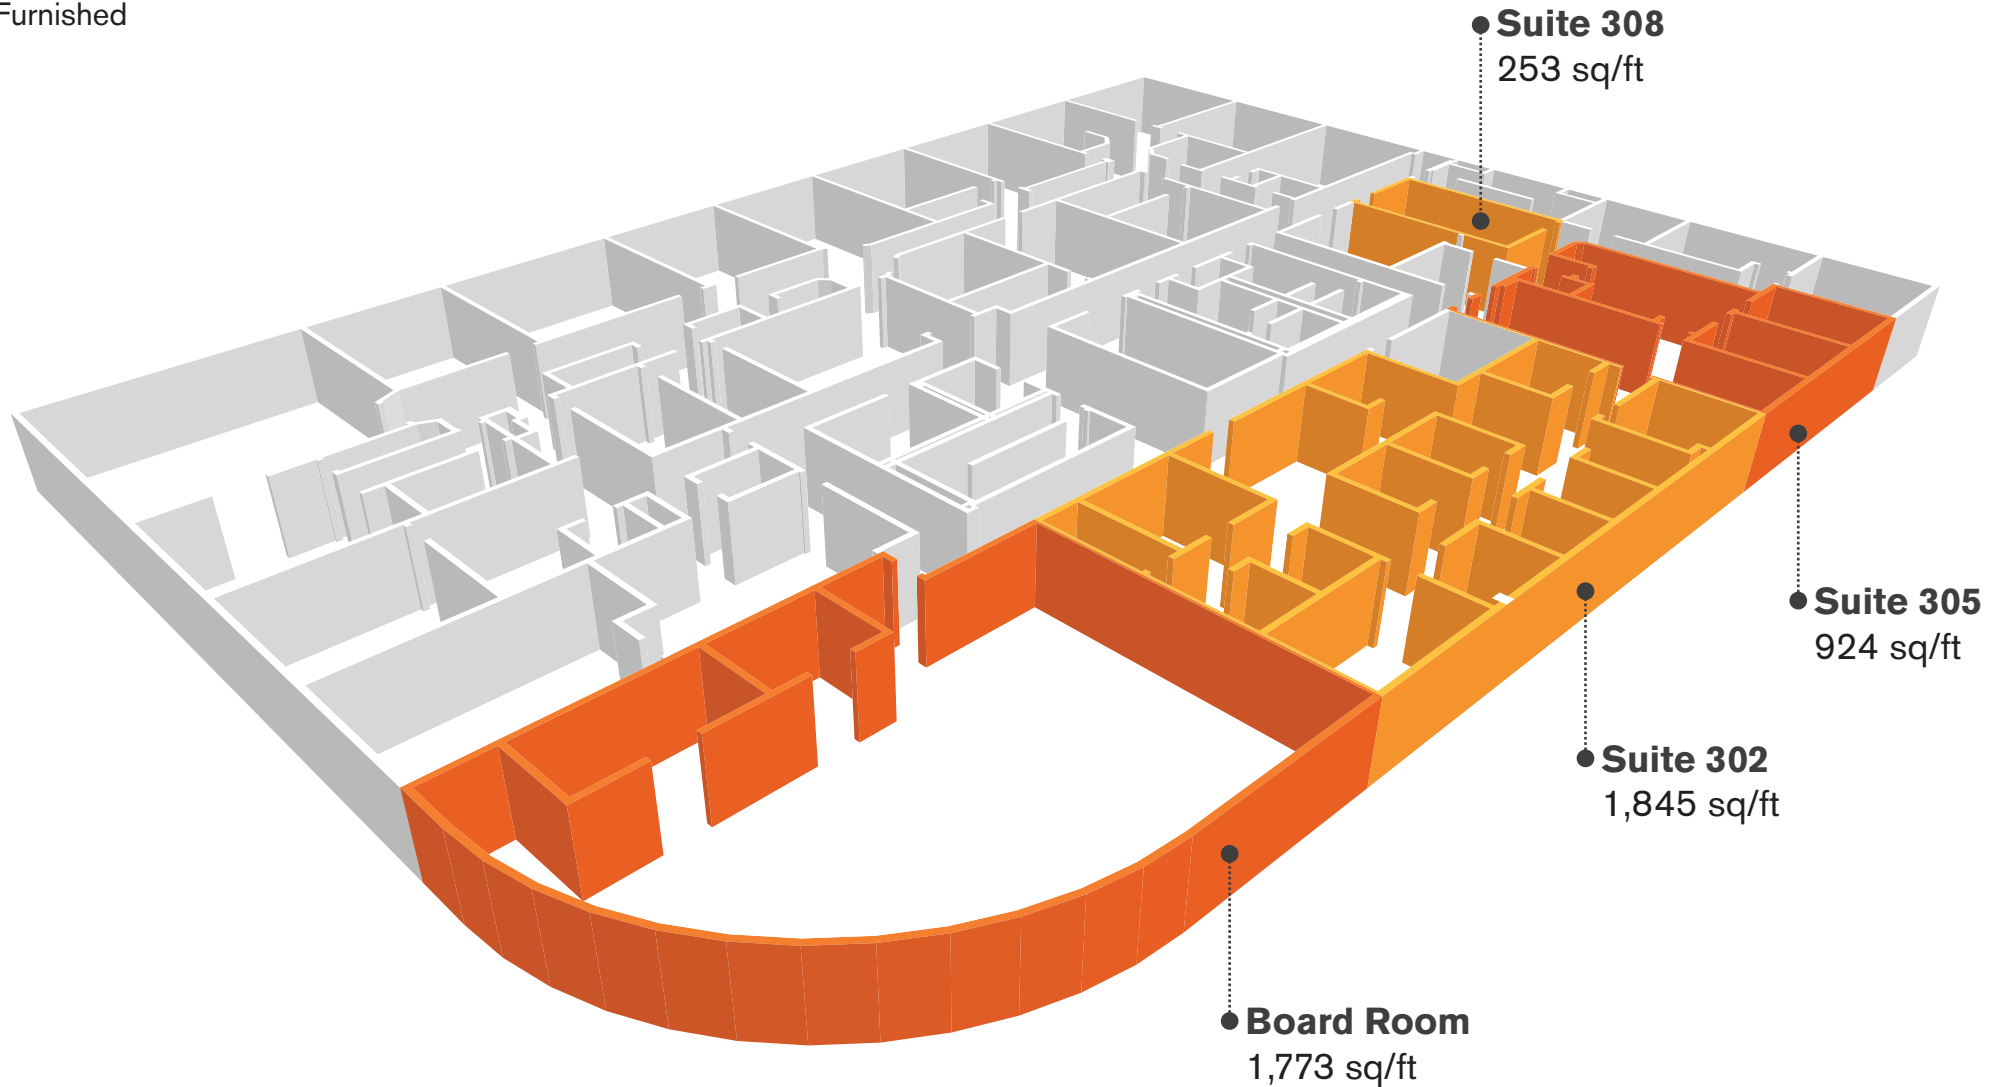 Furnished
Suite 308
253 sq/ft
Suite 305
924 sq/ft
Suite 302
1,845 sq/ft
Board Room
1,773 sq/ft